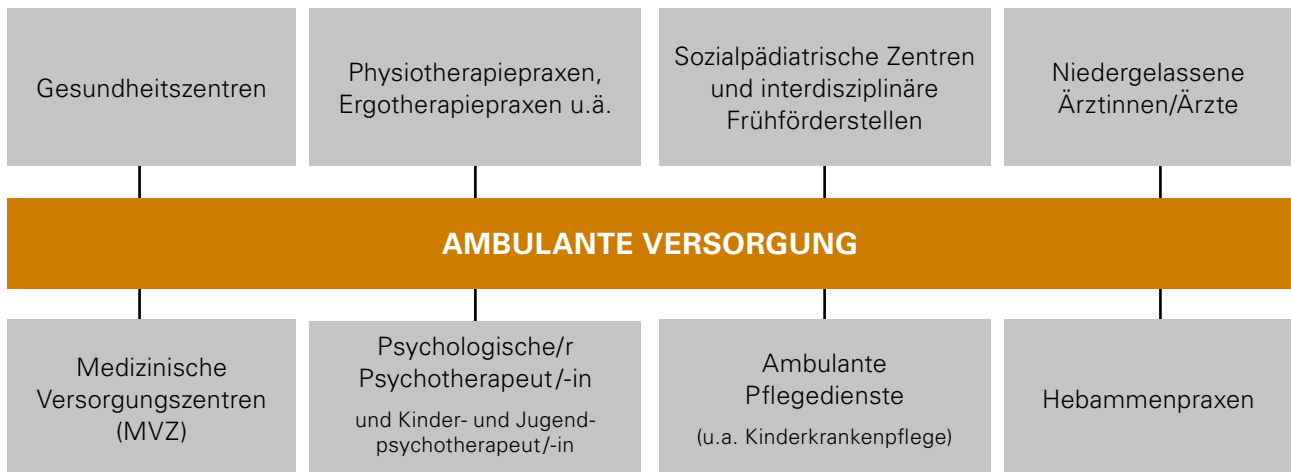 Gesundheitszentren
Physiotherapiepraxen,
Ergotherapiepraxen u.ä.
Sozialpädiatrische Zentren
und interdisziplinäre
Frühförderstellen
Niedergelassene
Ärztinnen/Ärzte
AMBULANTE VERSORGUNG
Medizinische
Versorgungszentren
(MVZ)
Psychologische/r
Psychotherapeut/-in
und Kinder- und Jugend-
psychotherapeut/-in
Ambulante
Pflegedienste
(u.a. Kinderkrankenpflege)
Hebammenpraxen